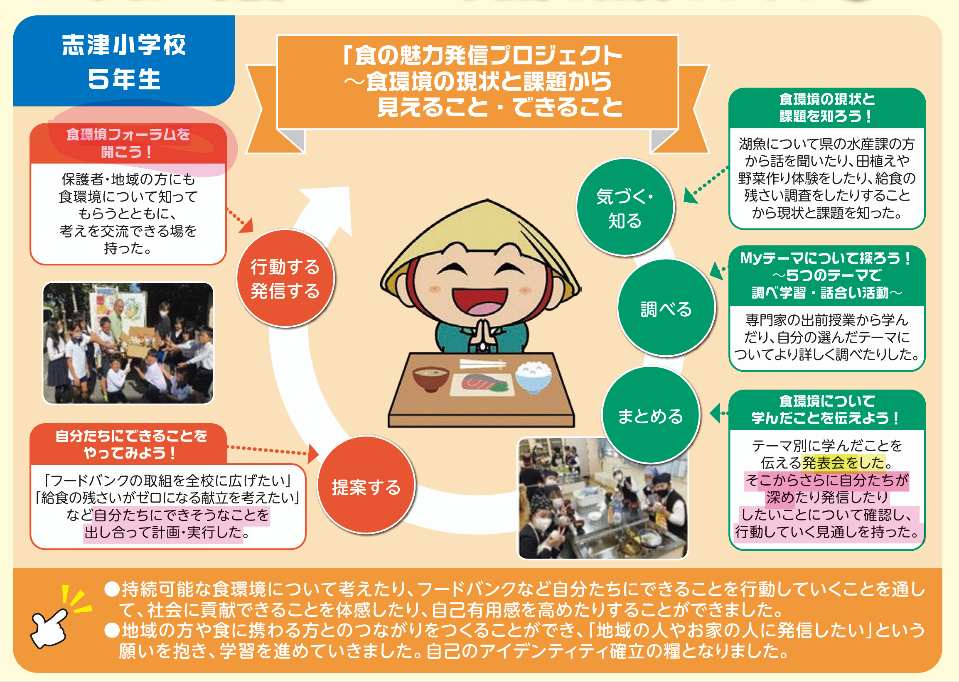 志津小学校
５年生
「食の魅力発信プロジェクト
〜食環境の現状と課題から
見えること・できること
食環境の現状と
課題を知ろう！
湖魚について県の水産課の方
から話を聞いたり、田植えや
野菜作り体験をしたり、給食の
残さい調査をしたりすること
から現状と課題を知った。
気づく・
知る
Myテーマについて探ろう！
〜５つのテーマで
調べ学習・話合い活動〜
専門家の出前授業から学ん
だり、自分の選んだテーマに
ついてより詳しく調べたりした。
調べる
食環境について
学んだことを伝えよう！
テーマ別に学んだことを
伝える発表会をした。
そこからさらに自分たちが
深めたり発信したり
したいことについて確認し、
行動していく見通しを持った。
まとめる
自分たちにできることを
やってみよう！
「フードバンクの取組を全校に広げたい」
「給食の残さいがゼロになる献立を考えたい」
など自分たちにできそうなことを
出し合って計画・実行した。
提案する
食環境フォーラムを
開こう！
保護者・地域の方にも
食環境について知って
もらうとともに、
考えを交流できる場を
持った。
行動する
発信する
●持続可能な食環境について考えたり、フードバンクなど自分たちにできることを行動していくことを通し
て、社会に貢献できることを体感したり、自己有用感を高めたりすることができました。
●地域の方や食に携わる方とのつながりをつくることができ、「地域の人やお家の人に発信したい」という
願いを抱き、学習を進めていきました。自己のアイデンティティ確立の糧となりました。